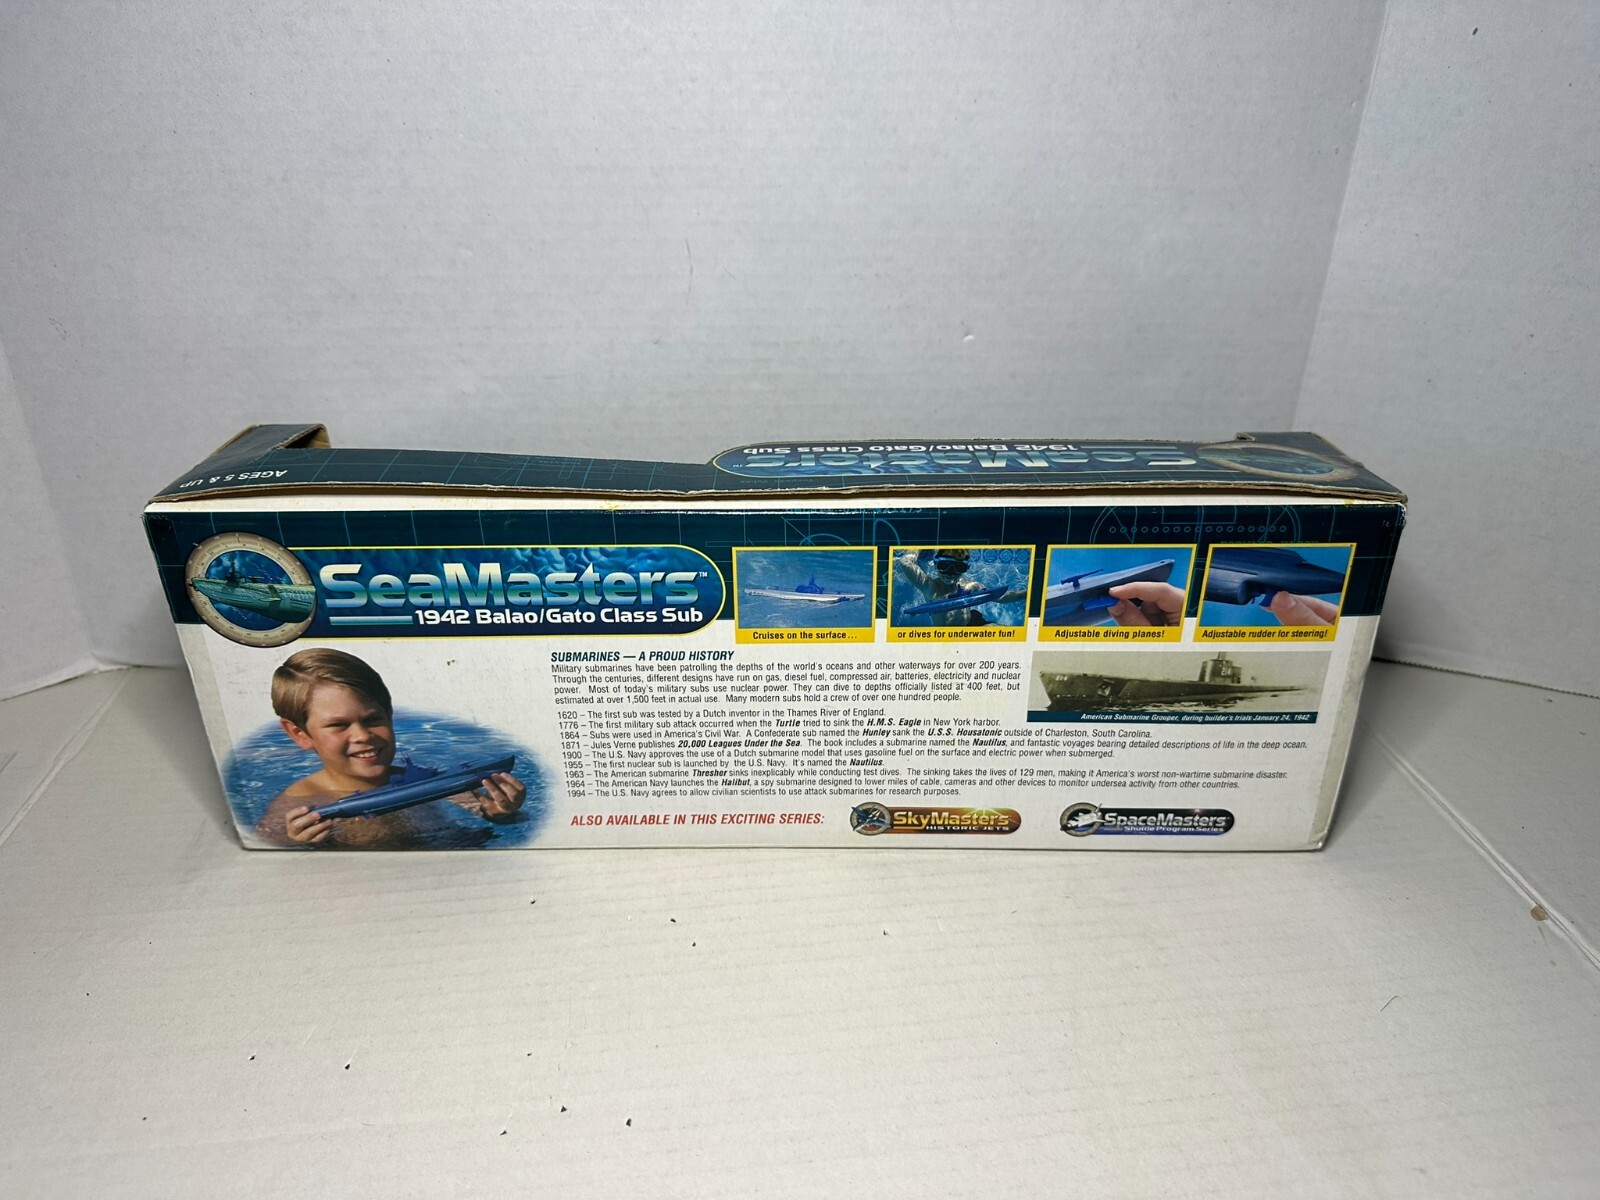 AGES 5 & UP
SeaMasters™
1942 Balao/Gato Class Sub
SeaMasters™
1942 Balao/Gato Class Sub
Cruises on the surface...
or dives for underwater fun!
Adjustable diving planes!
Adjustable rudder for steering!
SUBMARINES — A PROUD HISTORY
Military submarines have been patrolling the depths of the world's oceans and other waterways for over 200 years.
Through the centuries, different designs have run on gas, diesel fuel, compressed air, batteries, electricity and nuclear
power. Most of today's military subs use nuclear power. They can dive to depths officially listed at 400 feet, but
estimated at over 1,500 feet in actual use. Many modern subs hold a crew of over one hundred people.
American Submarine Grouper, during builder's trials January 24, 1942
1620 – The first sub was tested by a Dutch inventor in the Thames River of England.
1776 – The first military sub attack occurred when the Turtle tried to sink the H.M.S. Eagle in New York harbor.
1864 – Subs were used in America's Civil War. A Confederate sub named the Hunley sank the U.S.S. Housatonic outside of Charleston, South Carolina.
1871 – Jules Verne publishes 20,000 Leagues Under the Sea. The book includes a submarine named the Nautilus, and fantastic voyages bearing detailed descriptions of life in the deep ocean.
1900 – The U.S. Navy approves the use of a Dutch submarine model that uses gasoline fuel on the surface and electric power when submerged.
1955 – The first nuclear sub is launched by the U.S. Navy. It's named the Nautilus.
1963 – The American submarine Thresher sinks inexplicably while conducting test dives. The sinking takes the lives of 129 men, making it America's worst non-wartime submarine disaster.
1964 – The American Navy launches the Halibut, a spy submarine designed to lower miles of cable, cameras and other devices to monitor undersea activity from other countries.
1994 – The U.S. Navy agrees to allow civilian scientists to use attack submarines for research purposes.
ALSO AVAILABLE IN THIS EXCITING SERIES:
SkyMasters
HISTORIC JETS
SpaceMasters
Shuttle Program Series